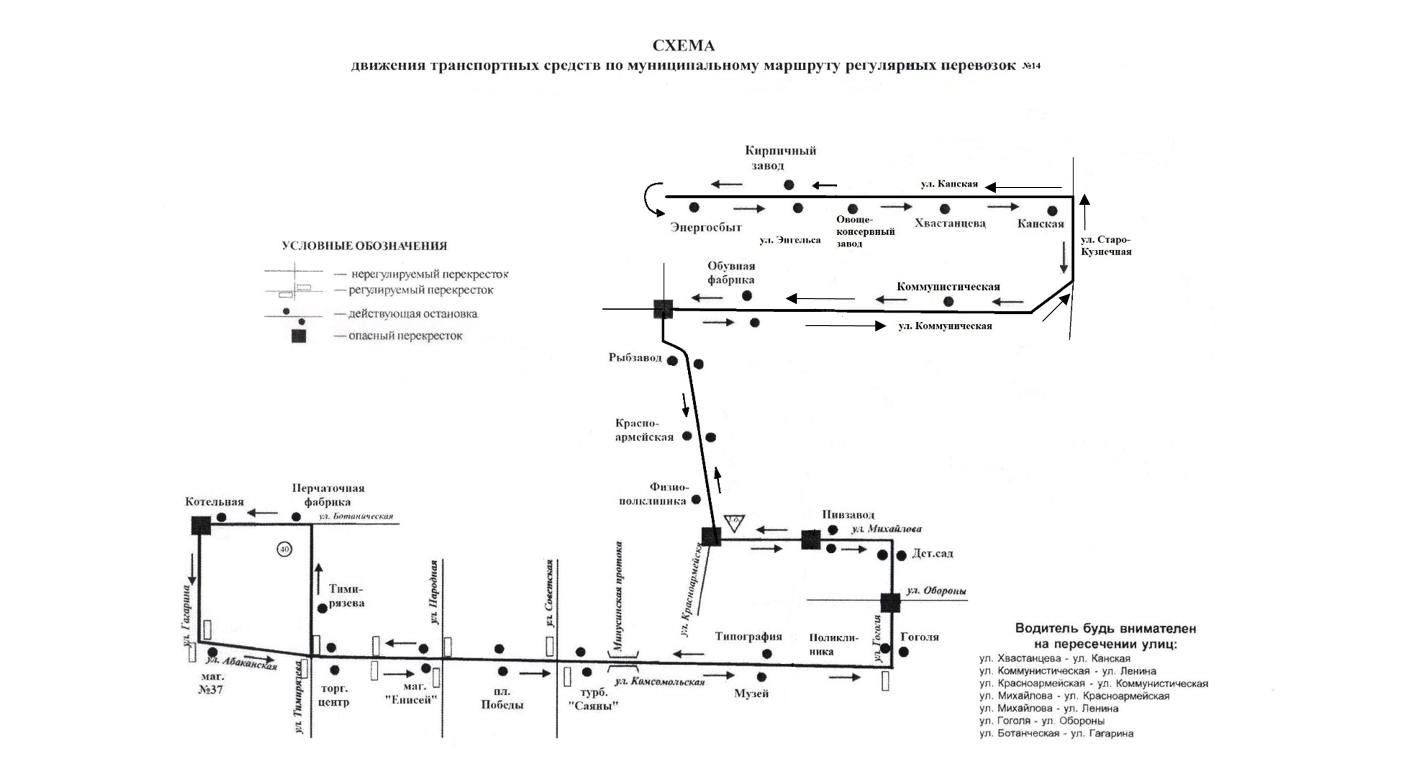 СХЕМА
движения транспортных средств по муниципальному маршруту регулярных перевозок №14
Кирпичный
завод
ул. Канская
Энергосбыт
ул. Энгельса
Овоще-
консервный
завод
Хвастанцева
Канская
ул. Старо-
Кузнечная
УСЛОВНЫЕ ОБОЗНАЧЕНИЯ
— нерегулируемый перекресток
— регулируемый перекресток
— действующая остановка
— опасный перекресток
Обувная
фабрика
Коммунистическая
ул. Коммуническая
Рыбзавод
Красно-
армейская
Физио-
полклиника
Котельная
Перчаточная
фабрика
ул. Ботаническая
40
Тими-
рязева
ул. Гагарина
ул. Абаканская
маг.
№37
ул. Тимирязева
торг.
центр
ул. Народная
маг.
"Енисей"
пл.
Победы
ул. Советская
турб.
"Саяны"
Минусинская протока
ул. Комсомольская
ул. Красноармейска
Типография
Музей
Поликли-
ника
Пивзавод
ул. Михайлова
Дет.сад
ул. Обороны
ул. Гоголя
Гоголя
Водитель будь внимателен
на пересечении улиц:
ул. Хвастанцева - ул. Канская
ул. Коммунистическая - ул. Ленина
ул. Красноармейская - ул. Коммунистическая
ул. Михайлова - ул. Красноармейская
ул. Михайлова - ул. Ленина
ул. Гоголя - ул. Обороны
ул. Ботанческая - ул. Гагарина